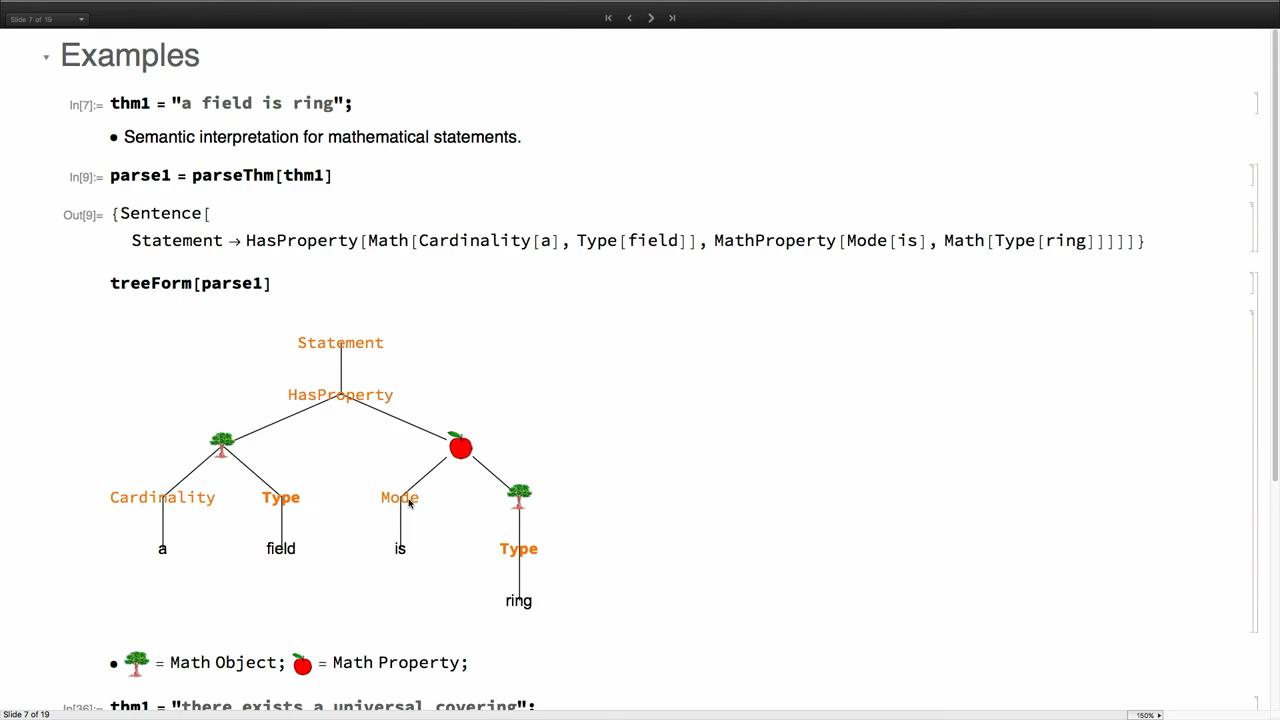 Slide 7 of 19
Examples
In[7]:= thm1 = "a field is ring";
• Semantic interpretation for mathematical statements.
In[9]:= parse1 = parseThm[thm1]
Out[9]= {Sentence[
Statement → HasProperty[Math[Cardinality[a], Type[field]], MathProperty[Mode[is], Math[Type[ring]]]]]}
treeForm[parse1]
Statement
HasProperty
Cardinality Type Mode
a field is Type
ring
• = Math Object; = Math Property;
In[36]:= thm1 = "there exists a universal covering";
Slide 7 of 19 150%